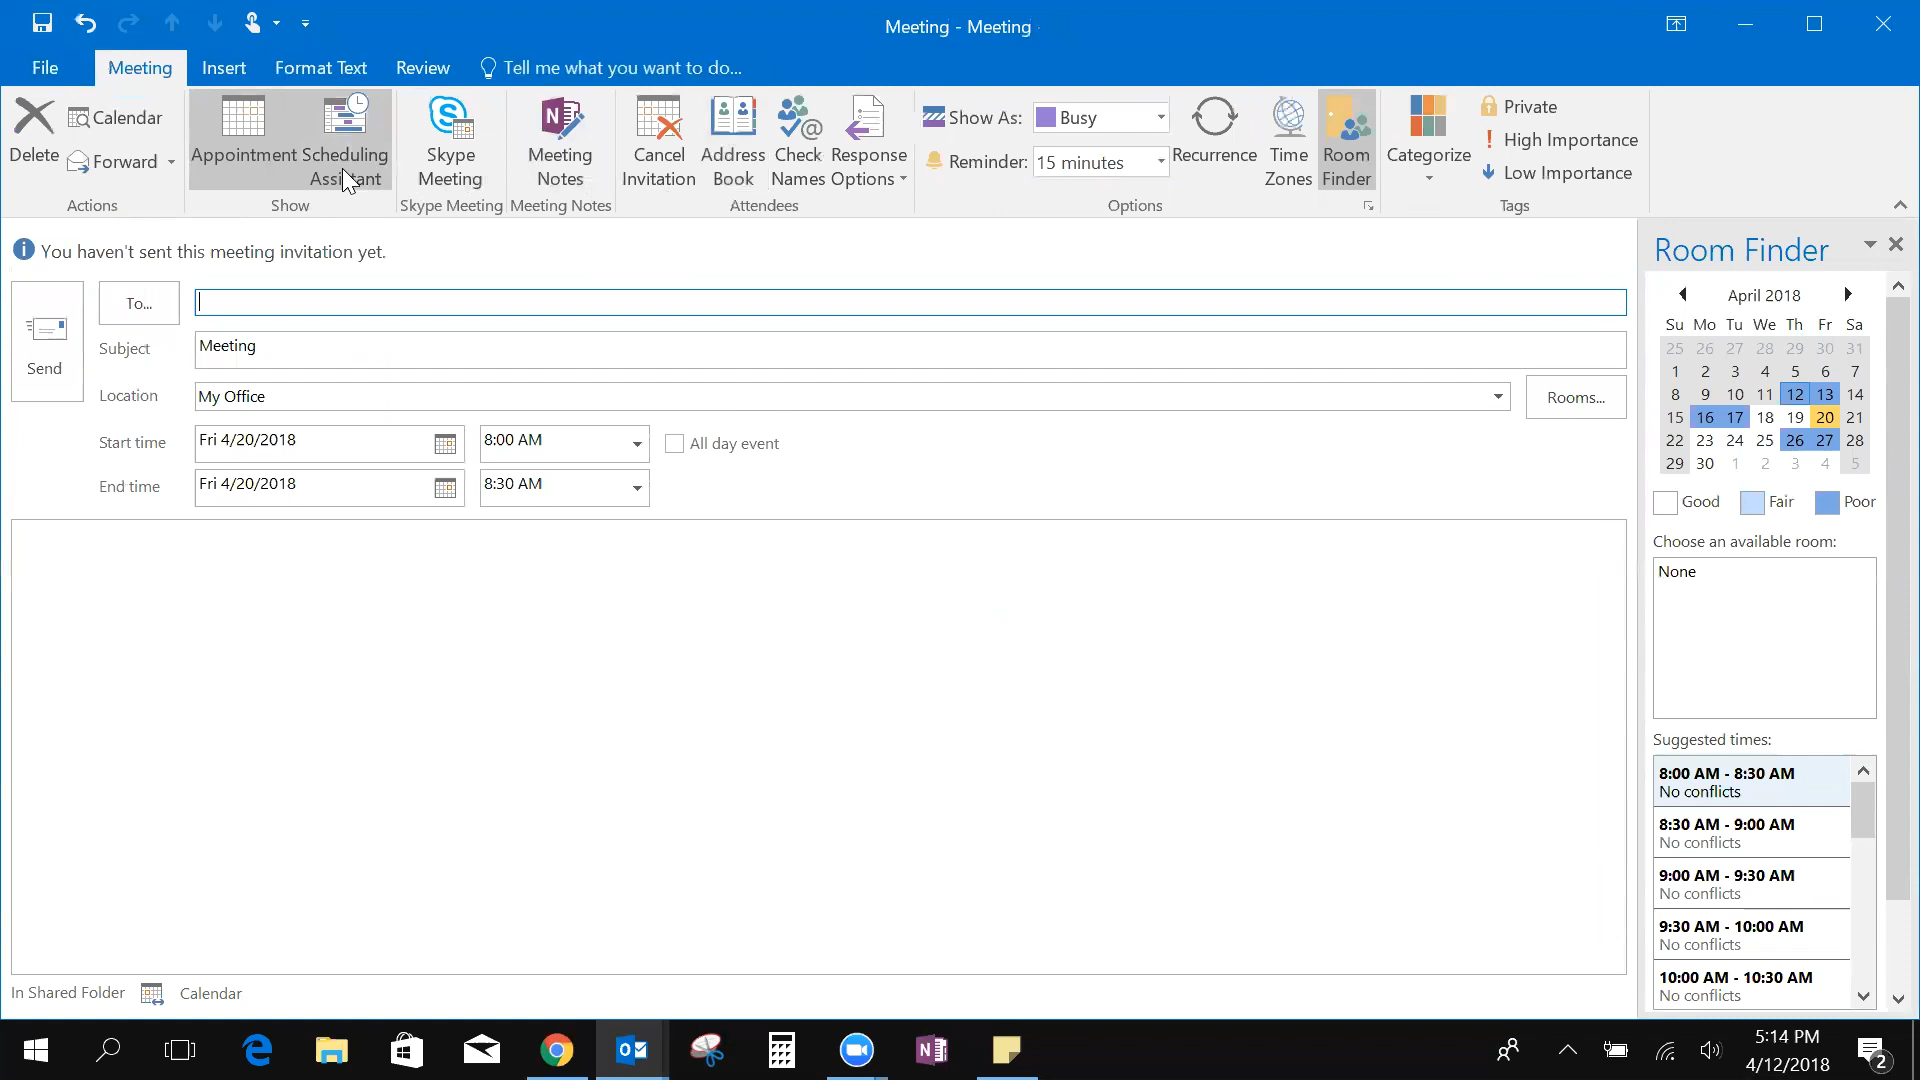 Meeting - Meeting
File
Meeting
Insert
Format Text
Review
Tell me what you want to do...
Delete
Calendar
Forward
Actions
Appointment
Scheduling
Assistant
Show
Skype
Meeting
Skype Meeting
Meeting
Notes
Meeting Notes
Cancel
Invitation
Address
Book
Check
Names
Response
Options
Attendees
Show As:
Busy
Reminder:
15 minutes
Recurrence
Time
Zones
Room
Finder
Options
Categorize
Private
High Importance
Low Importance
Tags
You haven't sent this meeting invitation yet.
Send
To...
Subject
Meeting
Location
My Office
Rooms...
Start time
Fri 4/20/2018
8:00 AM
All day event
End time
Fri 4/20/2018
8:30 AM
In Shared Folder
Calendar
Room Finder
April 2018
Su Mo Tu We Th Fr Sa
25 26 27 28 29 30 31
1 2 3 4 5 6 7
8 9 10 11 12 13 14
15 16 17 18 19 20 21
22 23 24 25 26 27 28
29 30 1 2 3 4 5
Good Fair Poor
Choose an available room:
None
Suggested times:
8:00 AM - 8:30 AM
No conflicts
8:30 AM - 9:00 AM
No conflicts
9:00 AM - 9:30 AM
No conflicts
9:30 AM - 10:00 AM
No conflicts
10:00 AM - 10:30 AM
No conflicts
5:14 PM
4/12/2018
2